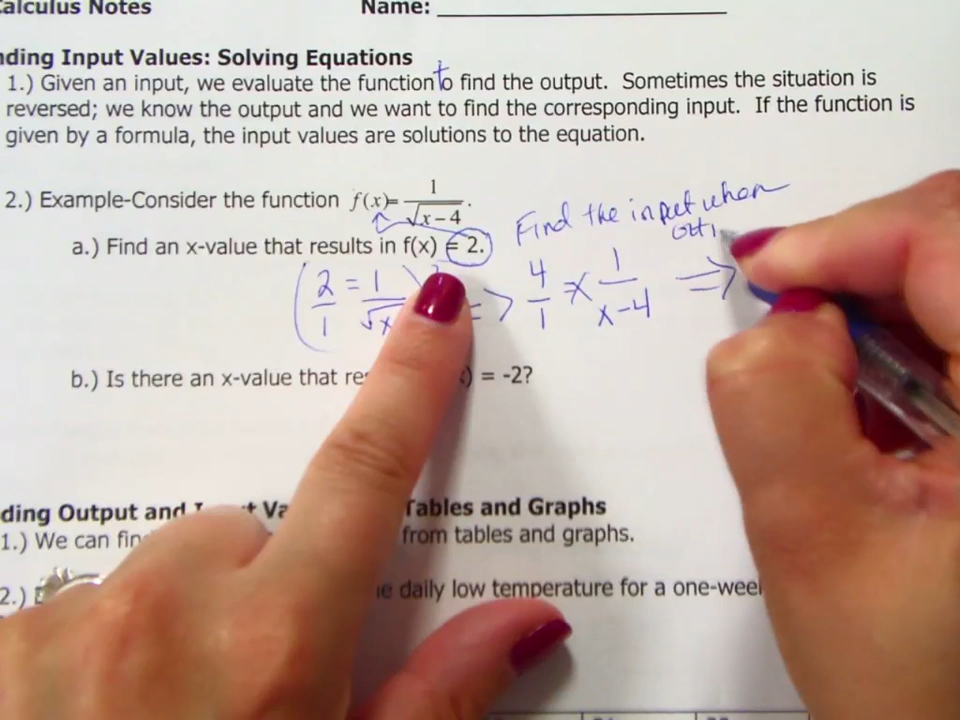 alculus Notes Name:
ding Input Values: Solving Equations
1.) Given an input, we evaluate the function to find the output. Sometimes the situation is
reversed; we know the output and we want to find the corresponding input. If the function is
given by a formula, the input values are solutions to the equation.
2.) Example-Consider the function f(x)= 1/√(x-4).
Find the input when
a.) Find an x-value that results in f(x) = 2.
(2/1 = 1/√x => 4/1 = 1/(x-4) =>
b.) Is there an x-value that = -2?
ding Output and Tables and Graphs
1.) We can from tables and graphs.
2.) daily low temperature for a one-week